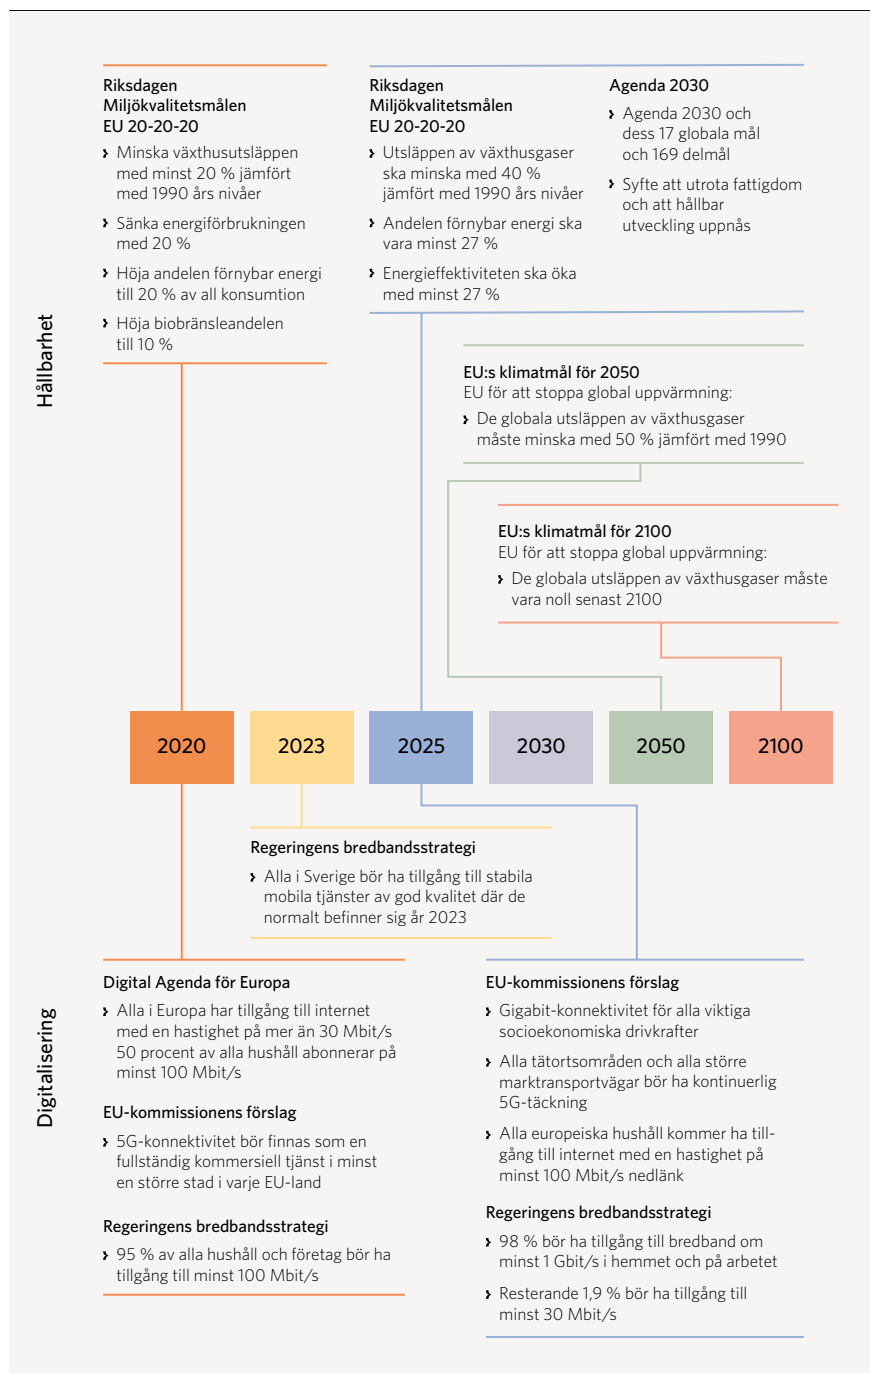 Hållbarhet
Riksdagen
Miljökvalitetsmålen
EU 20-20-20
Minska växthusutsläppen
med minst 20 % jämfört
med 1990 års nivåer
Sänka energiförbrukningen
med 20 %
Höja andelen förnybar energi
till 20 % av all konsumtion
Höja biobränsleandelen
till 10 %
Riksdagen
Miljökvalitetsmålen
EU 20-20-20
Utsläppen av växthusgaser
ska minska med 40 %
jämfört med 1990 års nivåer
Andelen förnybar energi ska
vara minst 27 %
Energieffektiviteten ska öka
med minst 27 %
Agenda 2030
Agenda 2030 och
dess 17 globala mål
och 169 delmål
Syfte att utrota fattigdom
och att hållbar
utveckling uppnås
EU:s klimatmål för 2050
EU för att stoppa global uppvärmning:
De globala utsläppen av växthusgaser
måste minska med 50 % jämfört med 1990
EU:s klimatmål för 2100
EU för att stoppa global uppvärmning:
De globala utsläppen av växthusgaser måste
vara noll senast 2100
2020
2023
2025
2030
2050
2100
Digitalisering
Regeringens bredbandsstrategi
Alla i Sverige bör ha tillgång till stabila
mobila tjänster av god kvalitet där de
normalt befinner sig år 2023
Digital Agenda för Europa
Alla i Europa har tillgång till internet
med en hastighet på mer än 30 Mbit/s
50 procent av alla hushåll abonnerar på
minst 100 Mbit/s
EU-kommissionens förslag
5G-konnektivitet bör finnas som en
fullständig kommersiell tjänst i minst
en större stad i varje EU-land
Regeringens bredbandsstrategi
95 % av alla hushåll och företag bör ha
tillgång till minst 100 Mbit/s
EU-kommissionens förslag
Gigabit-konnektivitet för alla viktiga
socioekonomiska drivkrafter
Alla tätortsområden och alla större
marktransportvägar bör ha kontinuerlig
5G-täckning
Alla europeiska hushåll kommer ha till-
gång till internet med en hastighet på
minst 100 Mbit/s nedlänk
Regeringens bredbandsstrategi
98 % bör ha tillgång till bredband om
minst 1 Gbit/s i hemmet och på arbetet
Resterande 1,9 % bör ha tillgång till
minst 30 Mbit/s